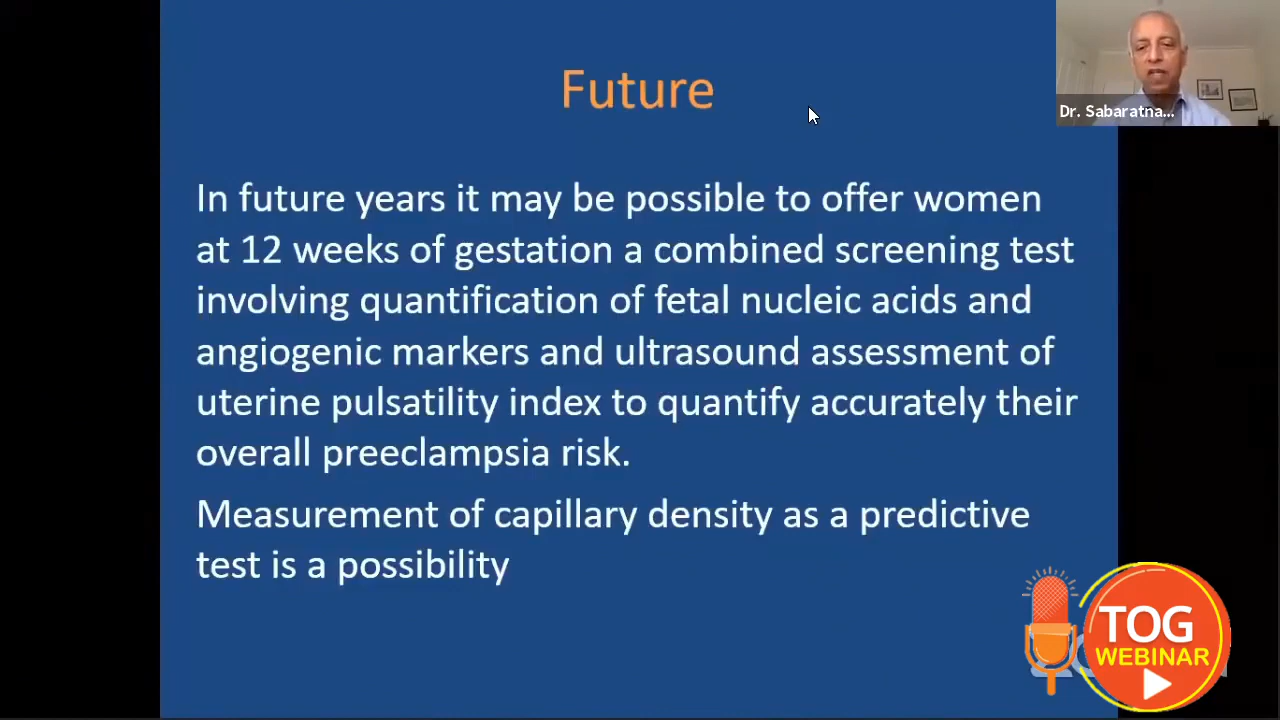 Future
Dr. Sabaratna...
In future years it may be possible to offer women
at 12 weeks of gestation a combined screening test
involving quantification of fetal nucleic acids and
angiogenic markers and ultrasound assessment of
uterine pulsatility index to quantify accurately their
overall preeclampsia risk.
Measurement of capillary density as a predictive
test is a possibility
TOG
WEBINAR